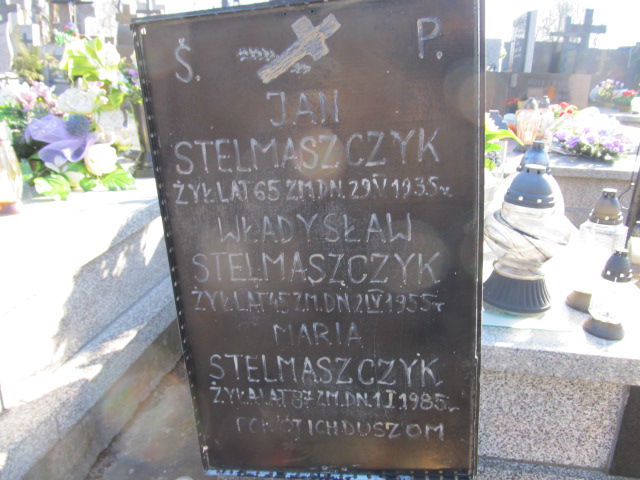 Ś. P.
JAN
STELMASZCZYK
ŻYŁ LAT 65 ZM. DN. 29 V 1935 r.
WŁADYSŁAW
STELMASZCZYK
ŻYŁ LAT 45 ZM. DN. 2 IV 1955 r
MARIA
STELMASZCZYK
ŻYŁA LAT 87 ZM. DN. 1 I 1985 r.
POKÓJ ICH DUSZOM